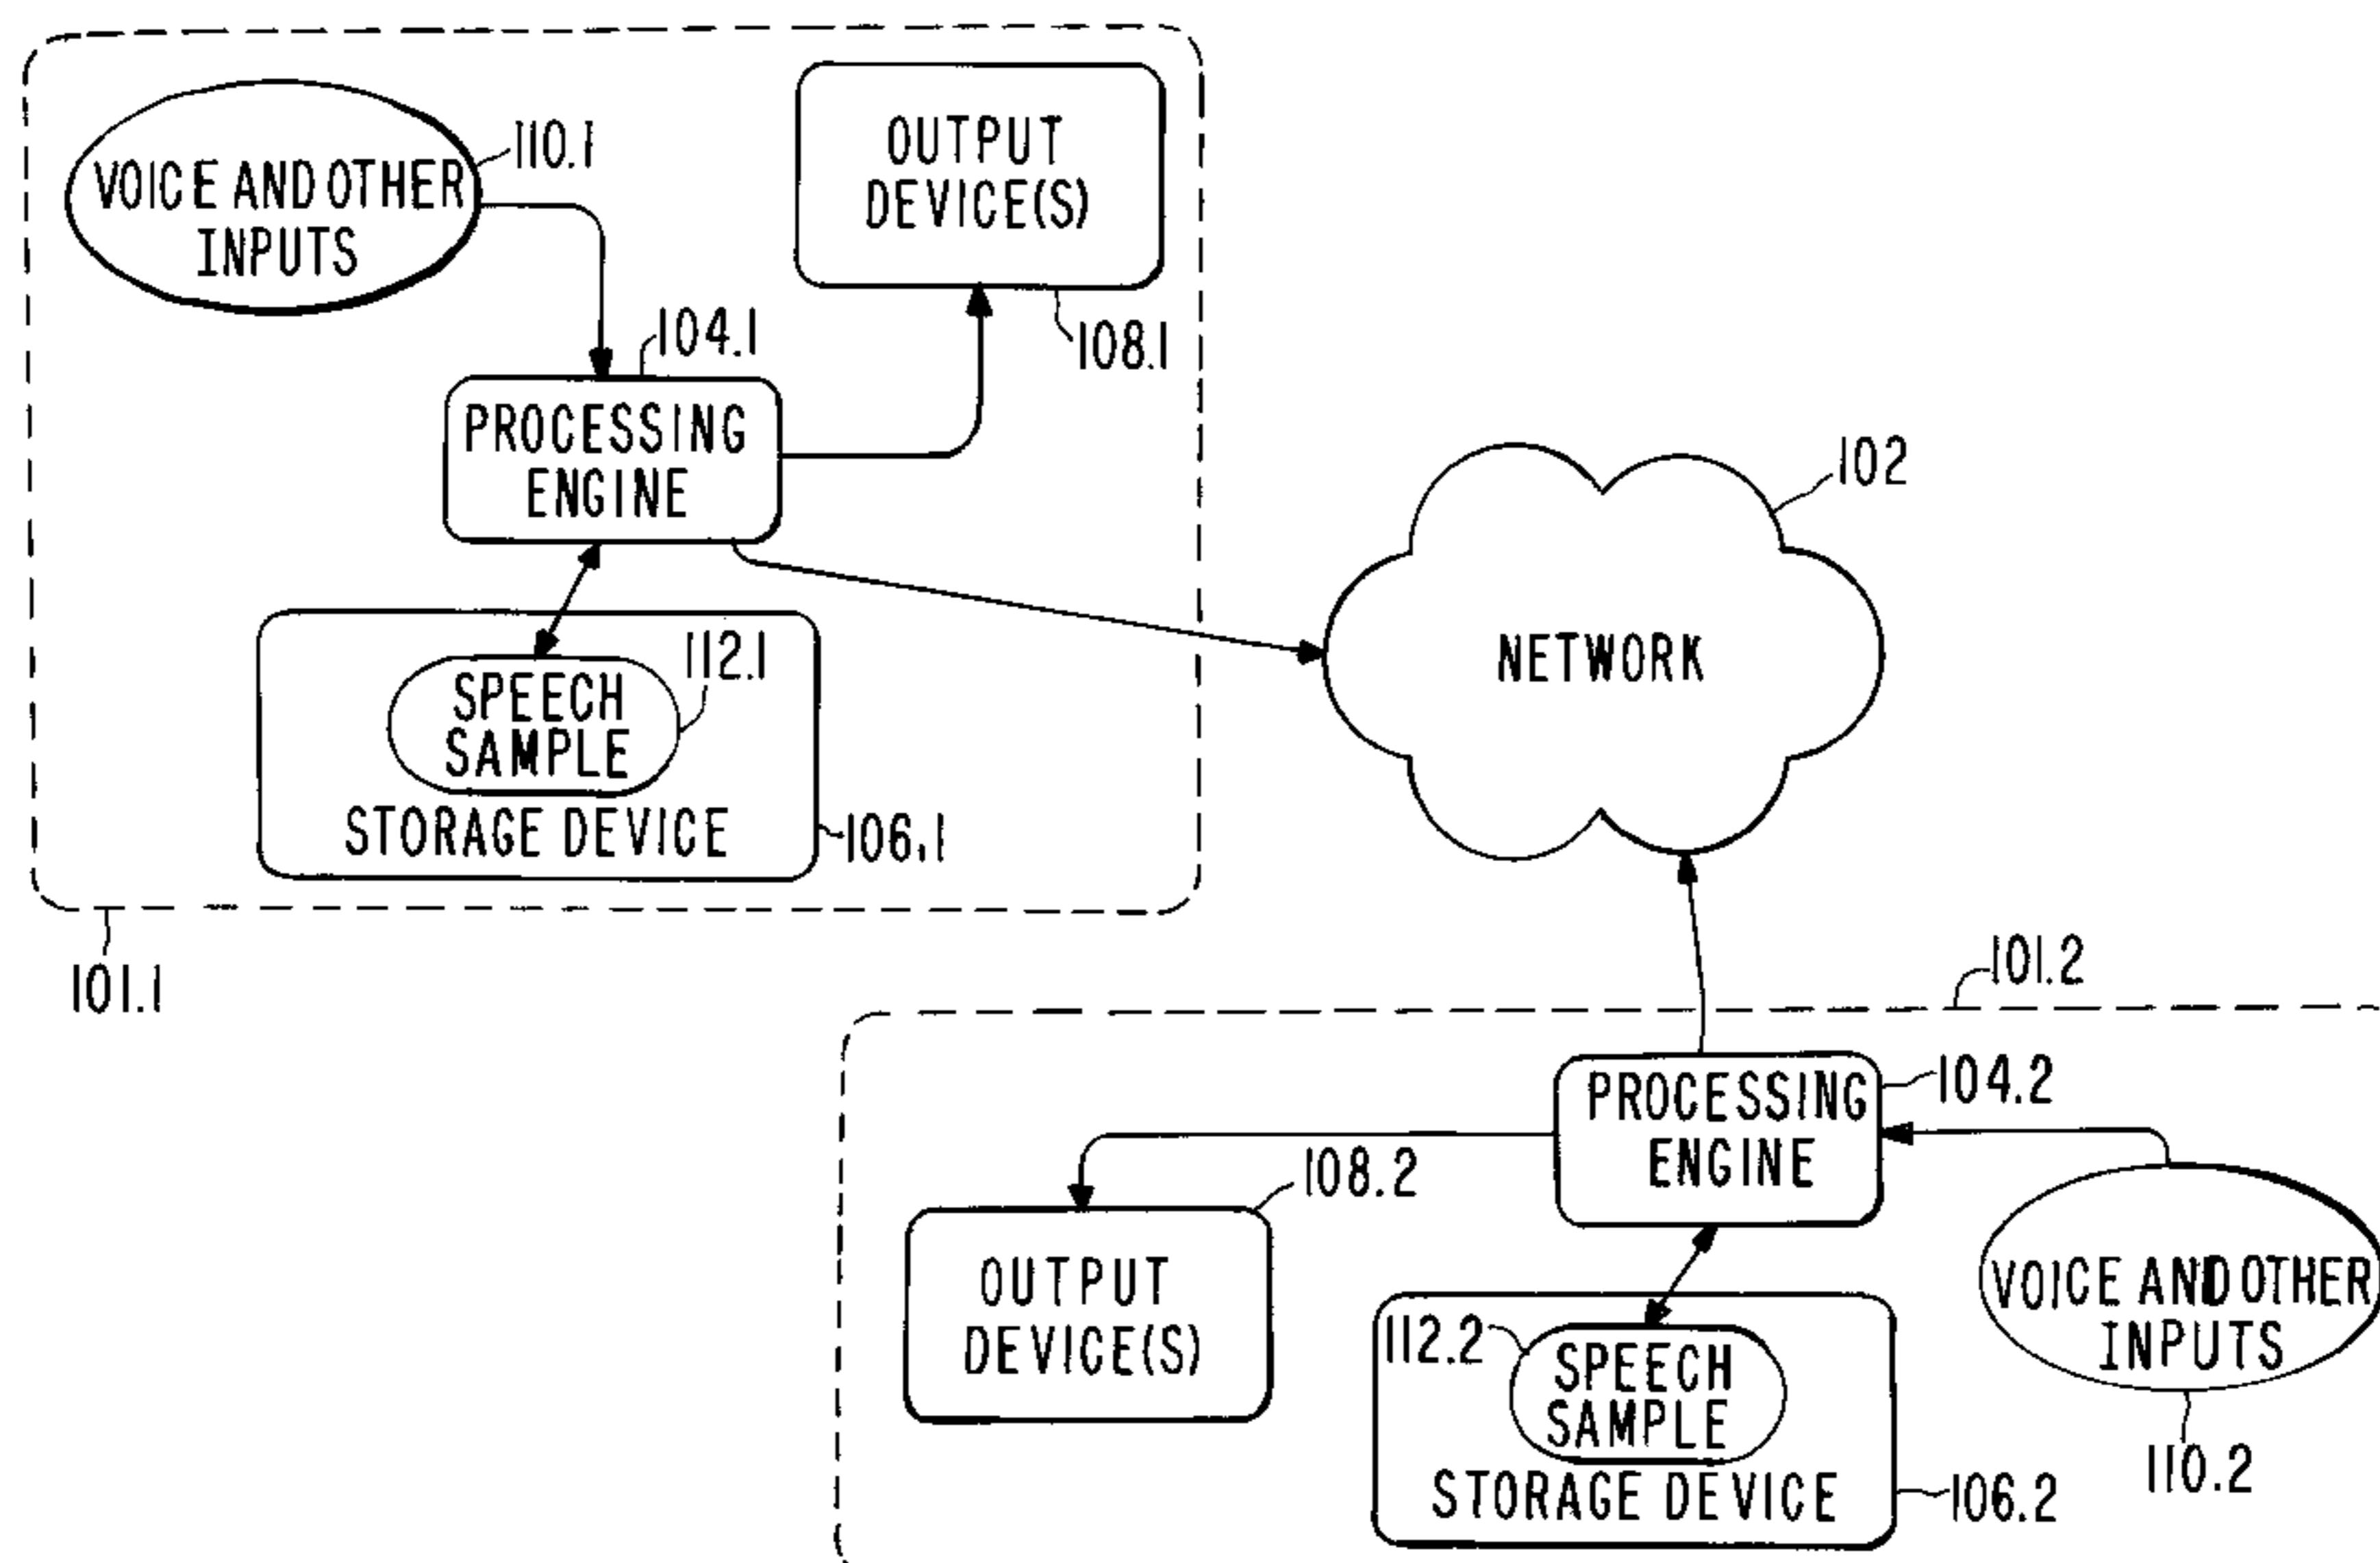 VOICE AND OTHER
INPUTS
110.1
OUTPUT
DEVICE(S)
108.1
104.1
PROCESSING
ENGINE
112.1
SPEECH
SAMPLE
STORAGE DEVICE
106.1
101.1
102
NETWORK
101.2
PROCESSING
ENGINE
104.2
108.2
OUTPUT
DEVICE(S)
112.2
SPEECH
SAMPLE
STORAGE DEVICE
106.2
VOICE AND OTHER
INPUTS
110.2